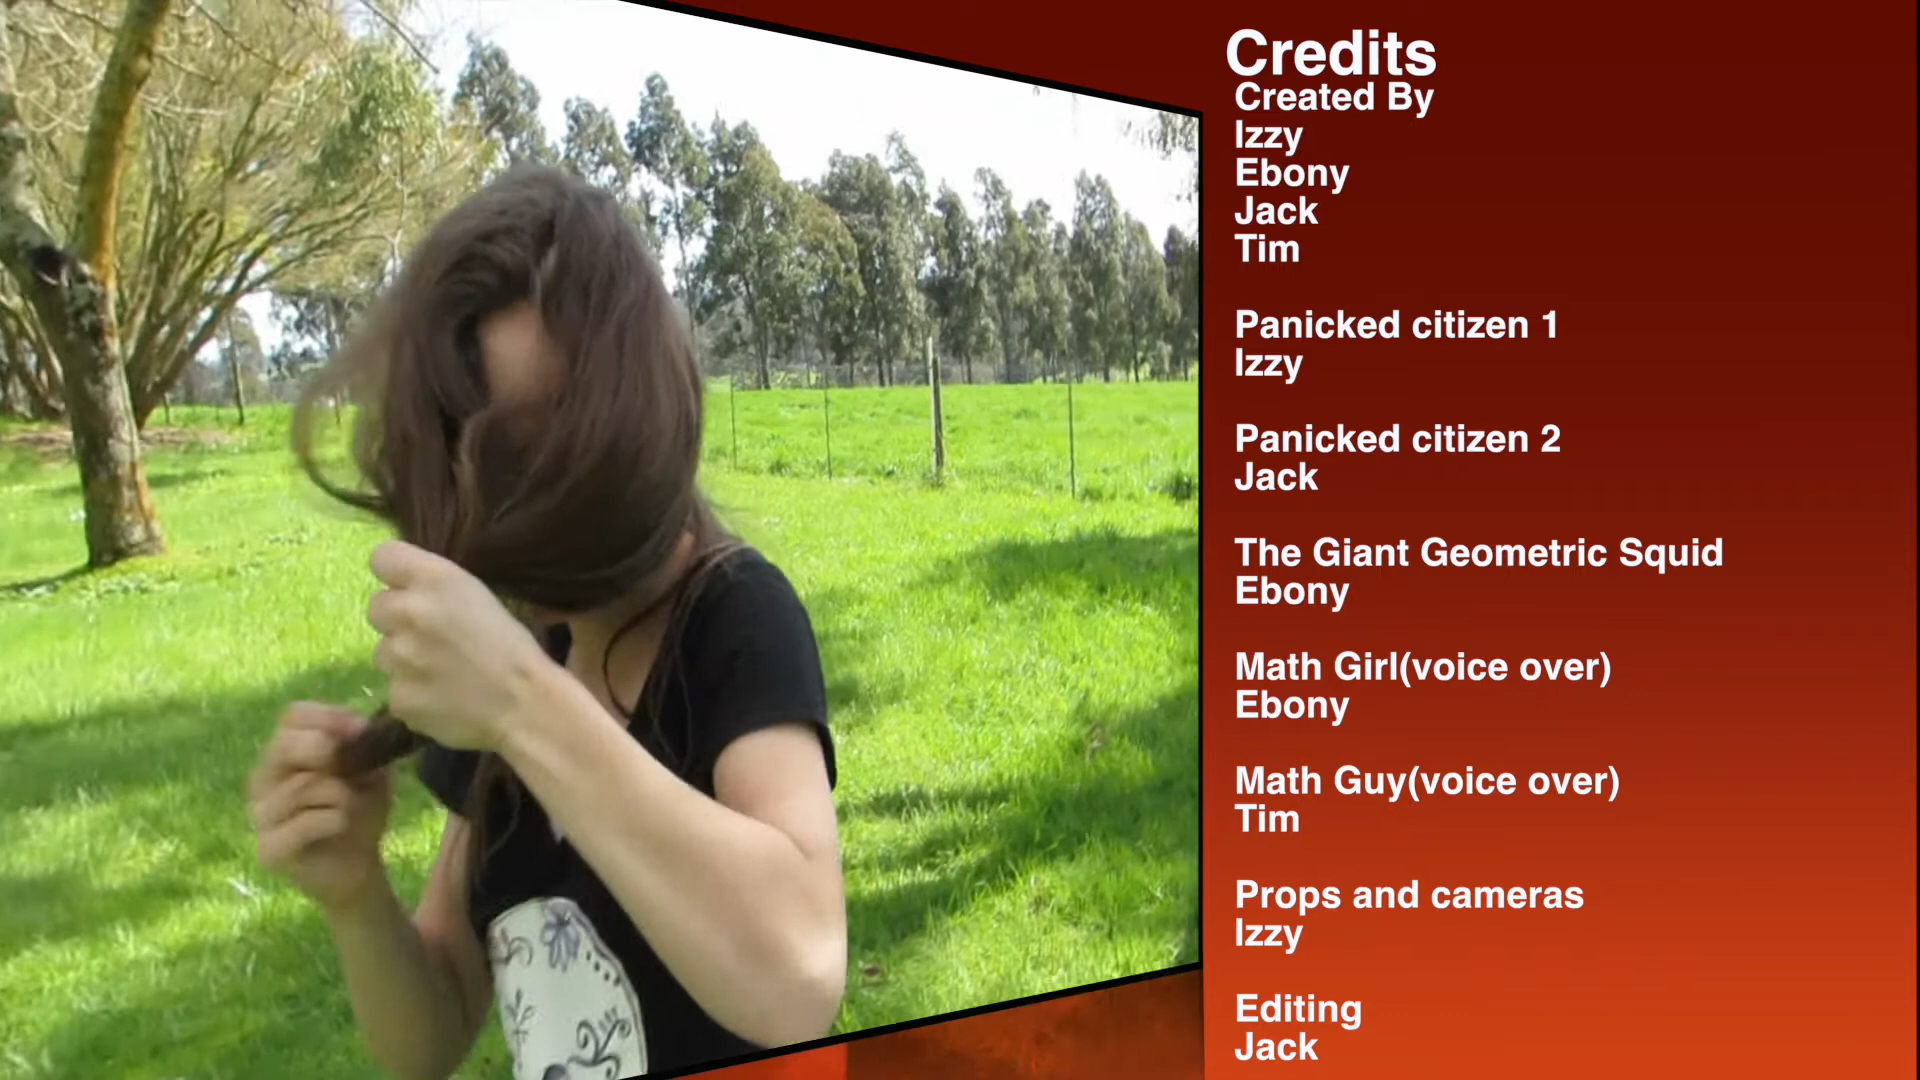 Credits
Created By
Izzy
Ebony
Jack
Tim
Panicked citizen 1
Izzy
Panicked citizen 2
Jack
The Giant Geometric Squid
Ebony
Math Girl(voice over)
Ebony
Math Guy(voice over)
Tim
Props and cameras
Izzy
Editing
Jack